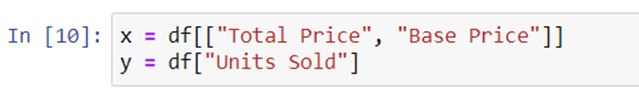 In [10]: x = df[["Total Price", "Base Price"]]
y = df["Units Sold"]